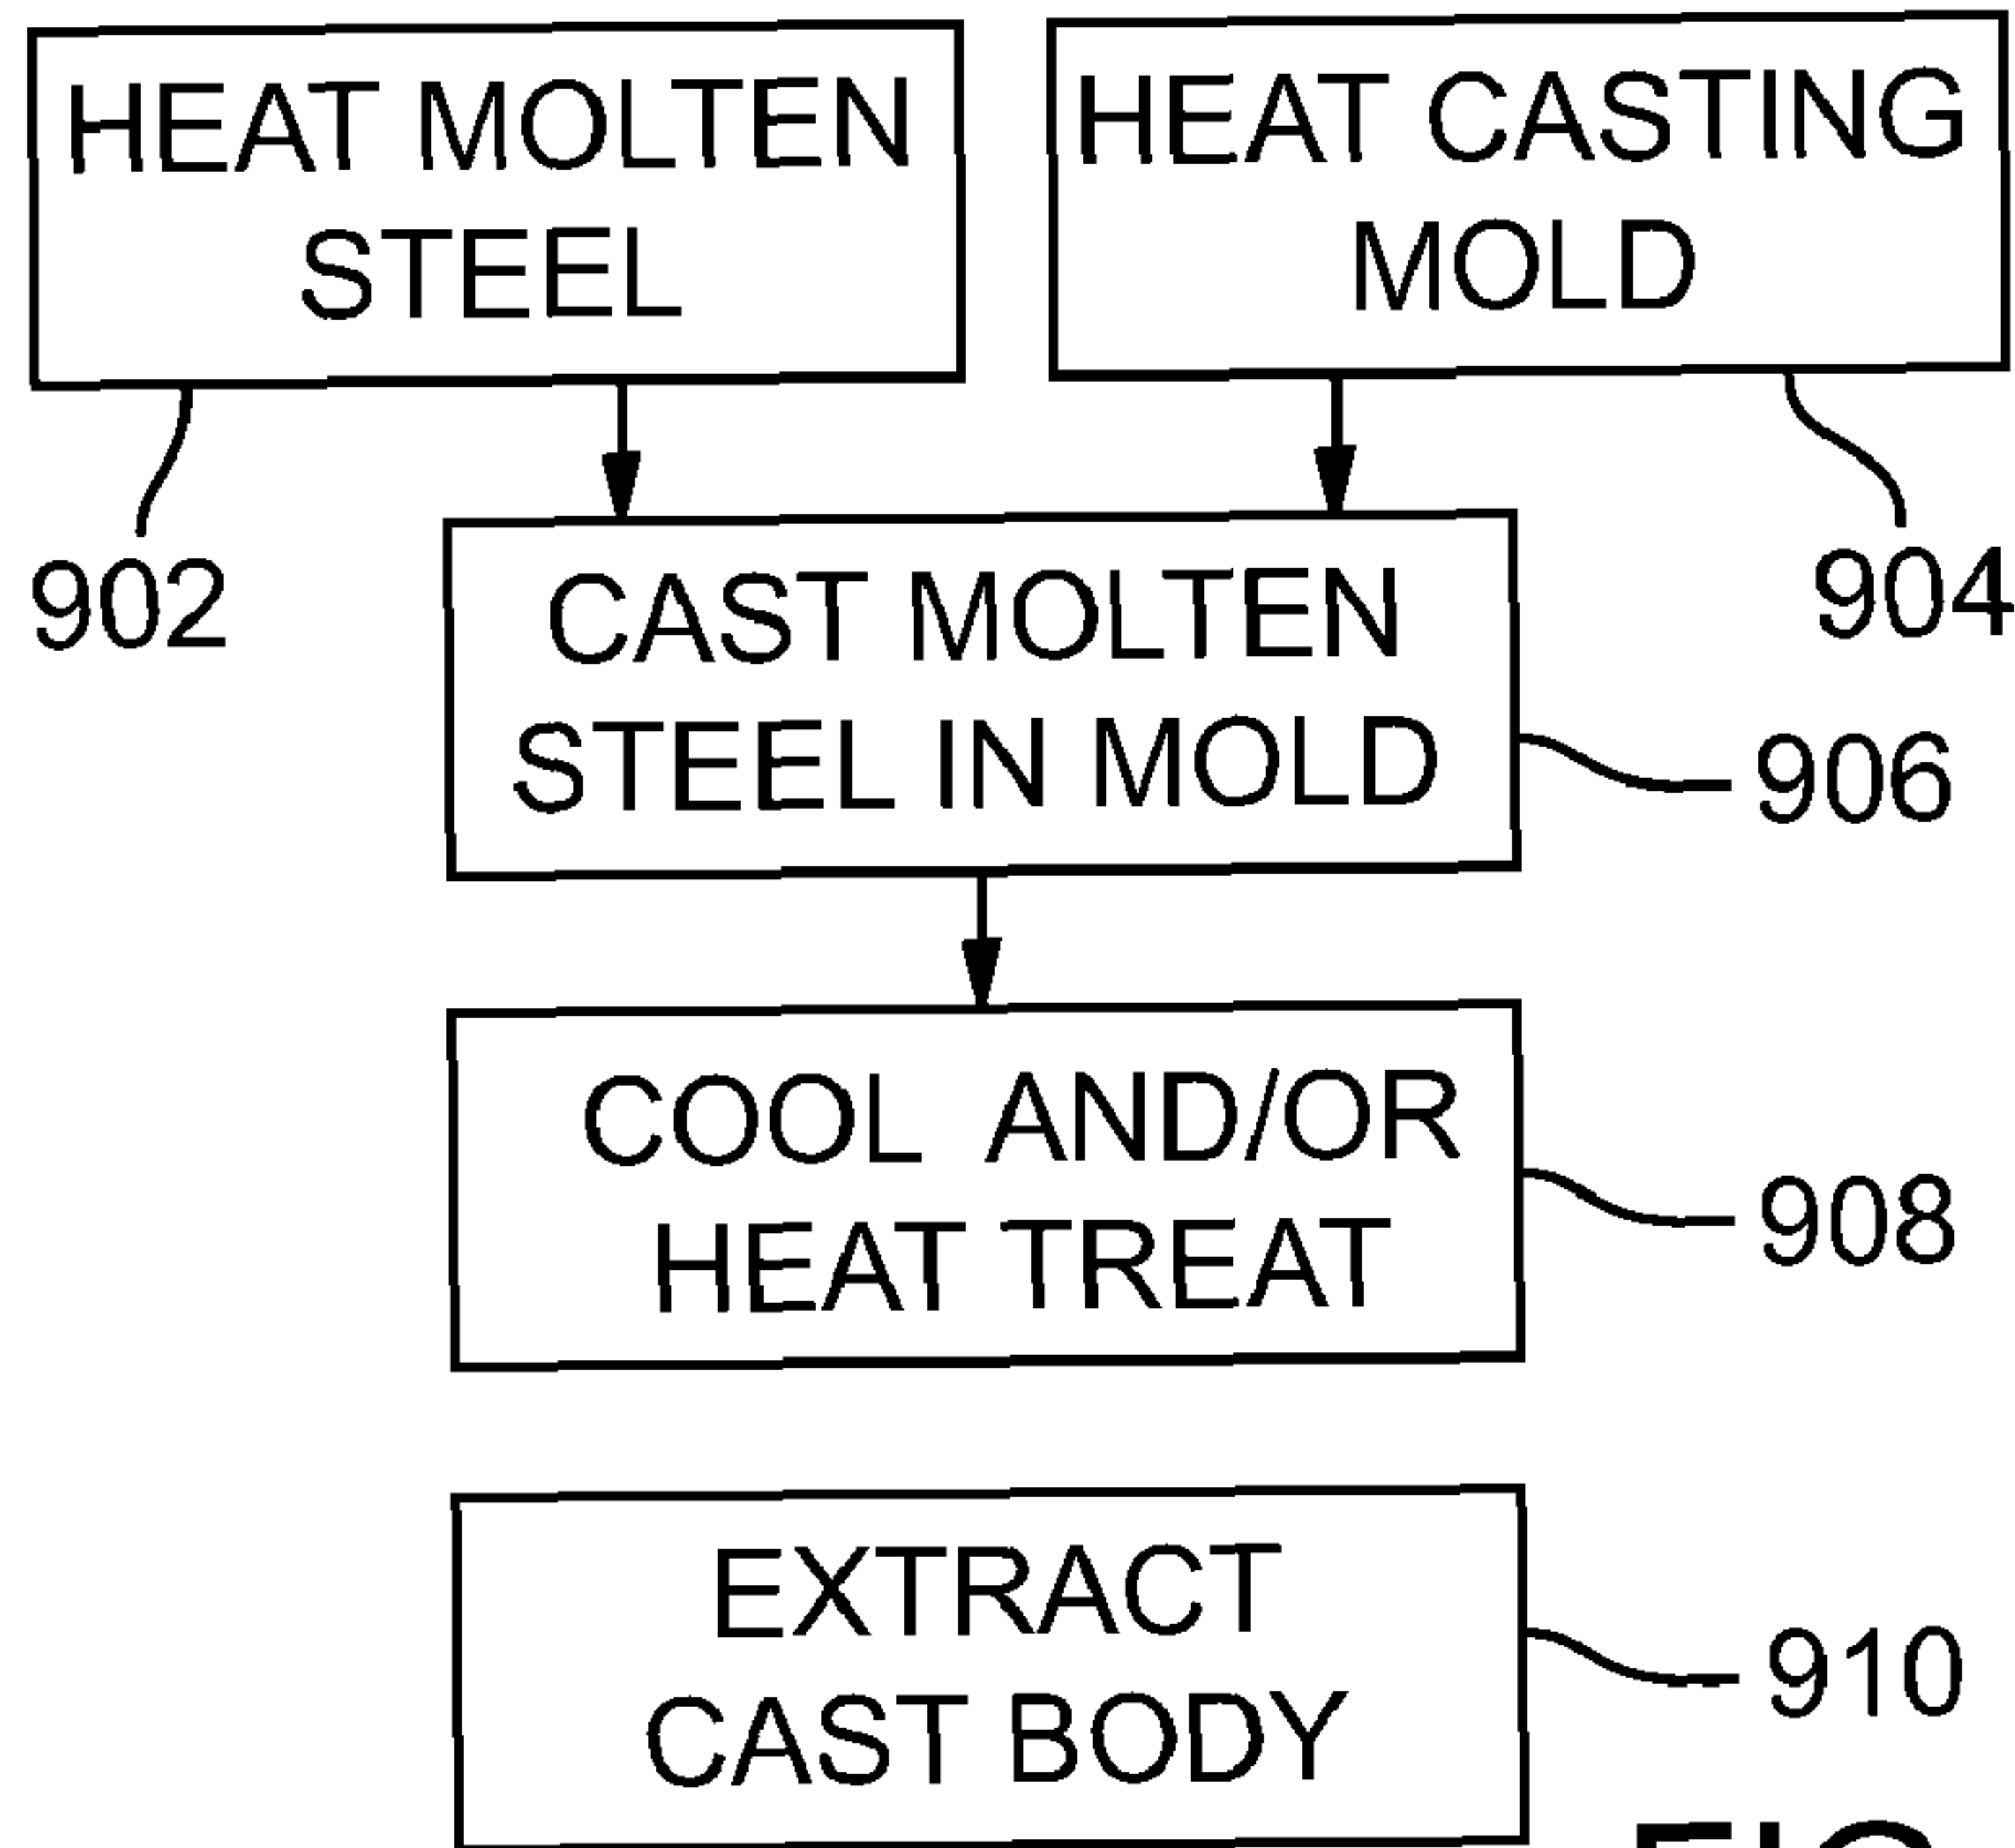 HEAT MOLTEN
STEEL
HEAT CASTING
MOLD
902
904
CAST MOLTEN
STEEL IN MOLD
906
COOL AND/OR
HEAT TREAT
908
EXTRACT
CAST BODY
910